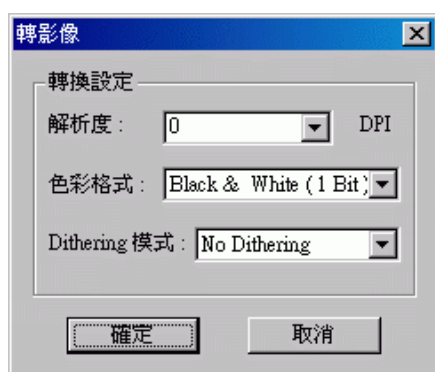 轉影像
轉換設定
解析度： 0 DPI
色彩格式： Black & White ( 1 Bit )
Dithering 模式： No Dithering
確定 取消